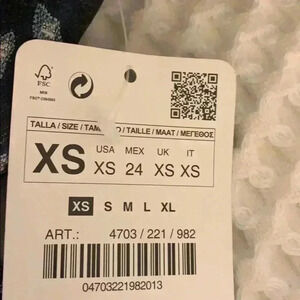 FSC
MIX
TALLA / SIZE / TAM O / TAILLE / MAAT / ΜΕΓΕΘΟΣ
XS
USA MEX UK IT
XS 24 XS XS
XS S M L XL
ART.: 4703 / 221 / 982
04703221982013